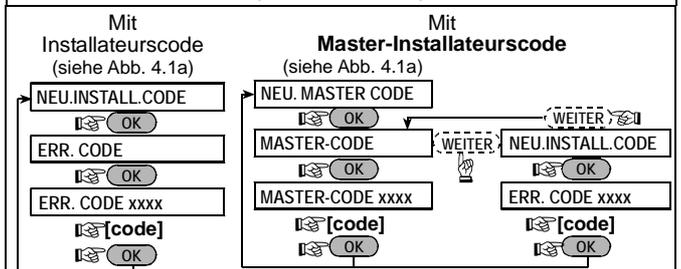 Mit
Installateurscode
(siehe Abb. 4.1a)
NEU.INSTALL.CODE
OK
ERR. CODE
OK
ERR. CODE xxxx
[code]
OK
Mit
Master-Installateurscode
(siehe Abb. 4.1a)
NEU. MASTER CODE
OK
WEITER
MASTER-CODE
WEITER
NEU.INSTALL.CODE
OK
OK
MASTER-CODE xxxx
ERR. CODE xxxx
[code]
[code]
OK
OK